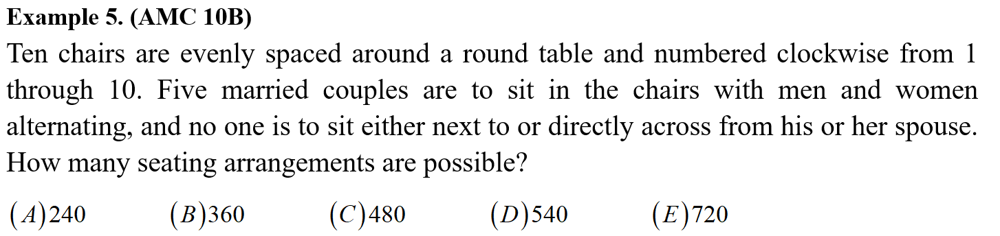 Example 5. (AMC 10B)
Ten chairs are evenly spaced around a round table and numbered clockwise from 1
through 10. Five married couples are to sit in the chairs with men and women
alternating, and no one is to sit either next to or directly across from his or her spouse.
How many seating arrangements are possible?
(A)240 (B)360 (C)480 (D)540 (E)720